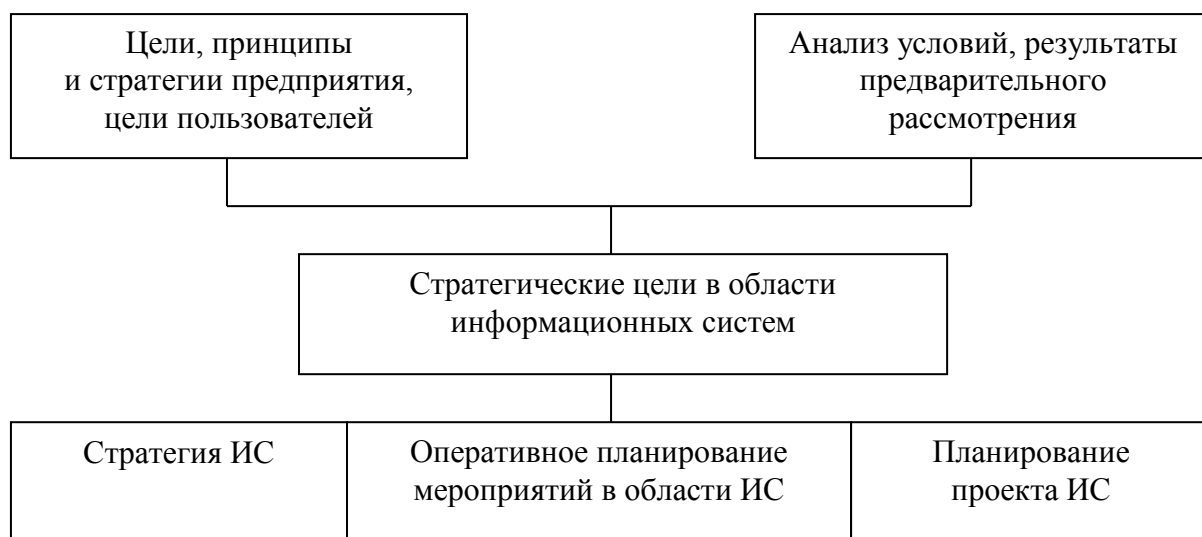 Цели, принципы
и стратегии предприятия,
цели пользователей
Анализ условий, результаты
предварительного
рассмотрения
Стратегические цели в области
информационных систем
Стратегия ИС
Оперативное планирование
мероприятий в области ИС
Планирование
проекта ИС